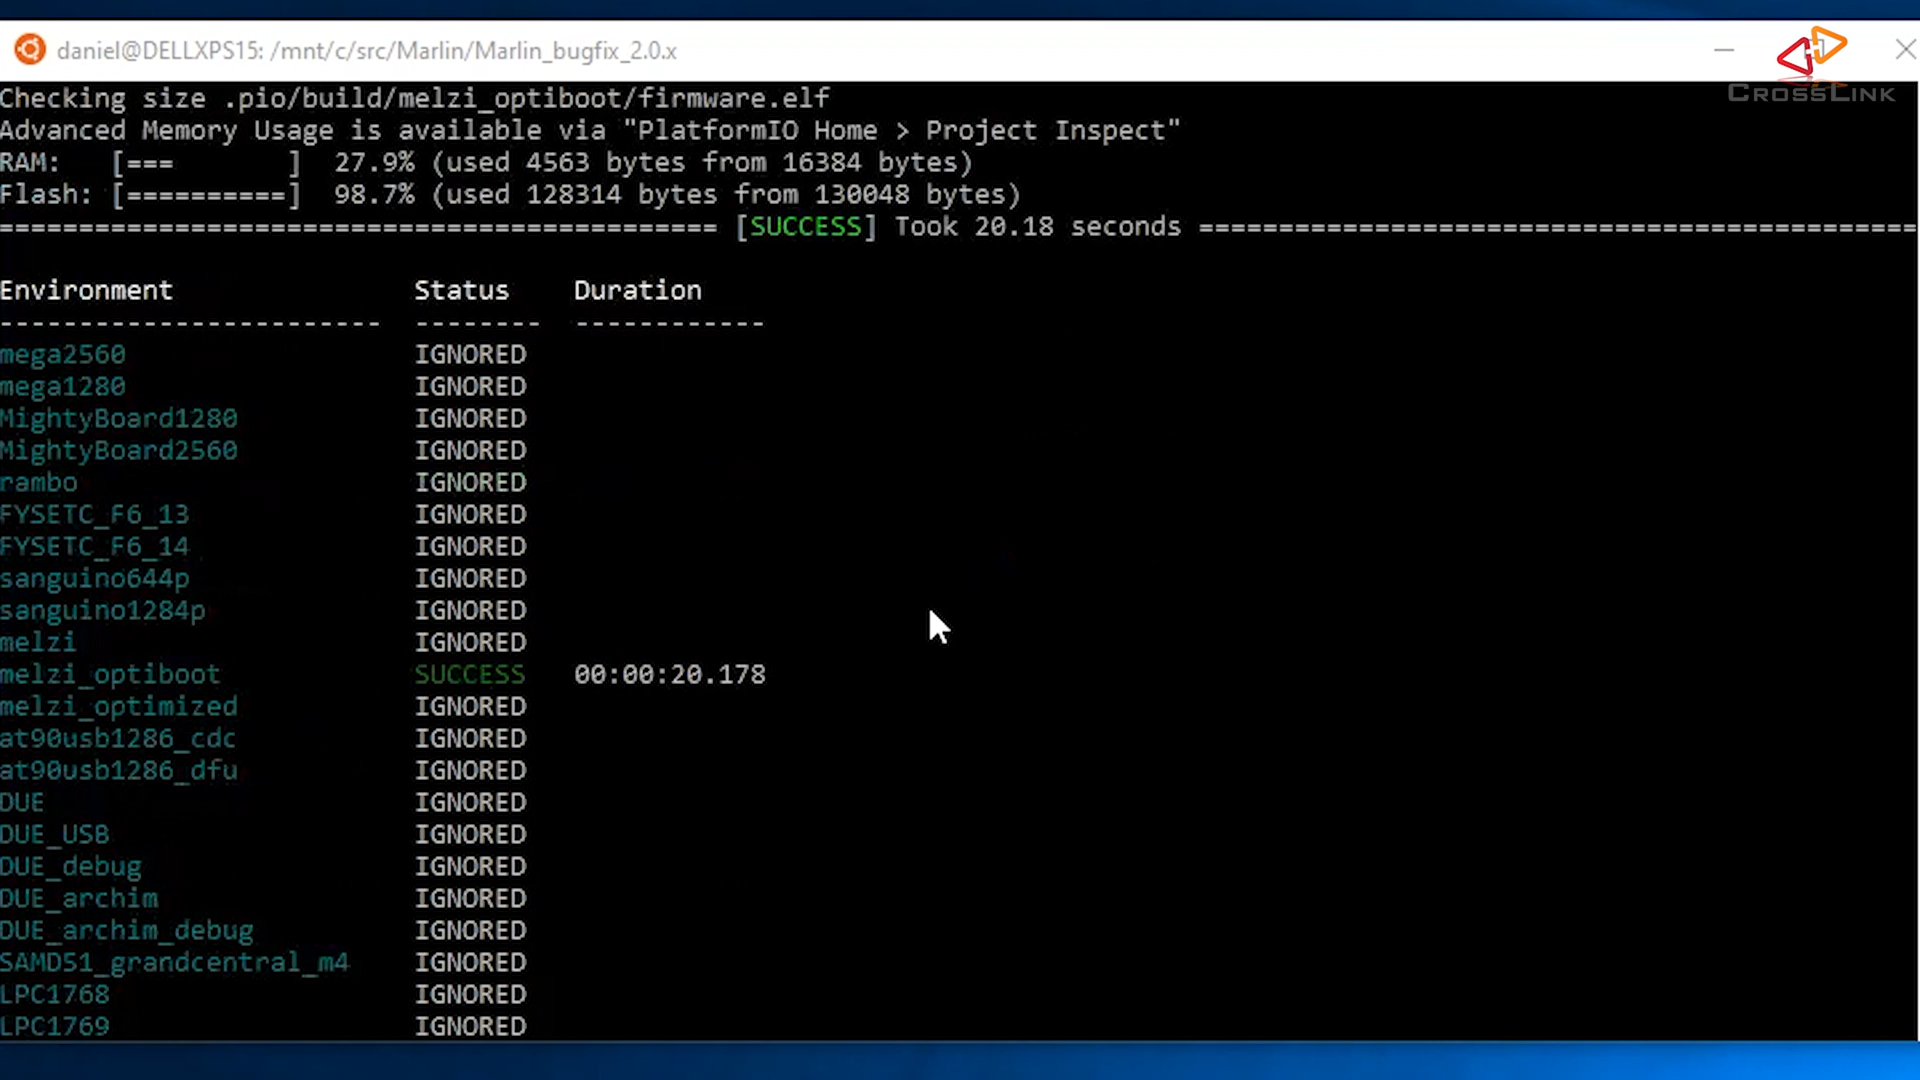 daniel@DELLXPS15: /mnt/c/src/Marlin/Marlin_bugfix_2.0.x
CROSSLINK
Checking size .pio/build/melzi_optiboot/firmware.elf
Advanced Memory Usage is available via "PlatformIO Home > Project Inspect"
RAM:   [===       ]  27.9% (used 4563 bytes from 16384 bytes)
Flash: [==========]  98.7% (used 128314 bytes from 130048 bytes)
============================================= [SUCCESS] Took 20.18 seconds =============================================
Environment               Status    Duration
------------------------  --------  ------------
mega2560                  IGNORED
mega1280                  IGNORED
MightyBoard1280           IGNORED
MightyBoard2560           IGNORED
rambo                     IGNORED
FYSETC_F6_13              IGNORED
FYSETC_F6_14              IGNORED
sanguino644p              IGNORED
sanguino1284p             IGNORED
melzi                     IGNORED
melzi_optiboot            SUCCESS   00:00:20.178
melzi_optimized           IGNORED
at90usb1286_cdc           IGNORED
at90usb1286_dfu           IGNORED
DUE                       IGNORED
DUE_USB                   IGNORED
DUE_debug                 IGNORED
DUE_archim                IGNORED
DUE_archim_debug          IGNORED
SAMD51_grandcentral_m4    IGNORED
LPC1768                   IGNORED
LPC1769                   IGNORED